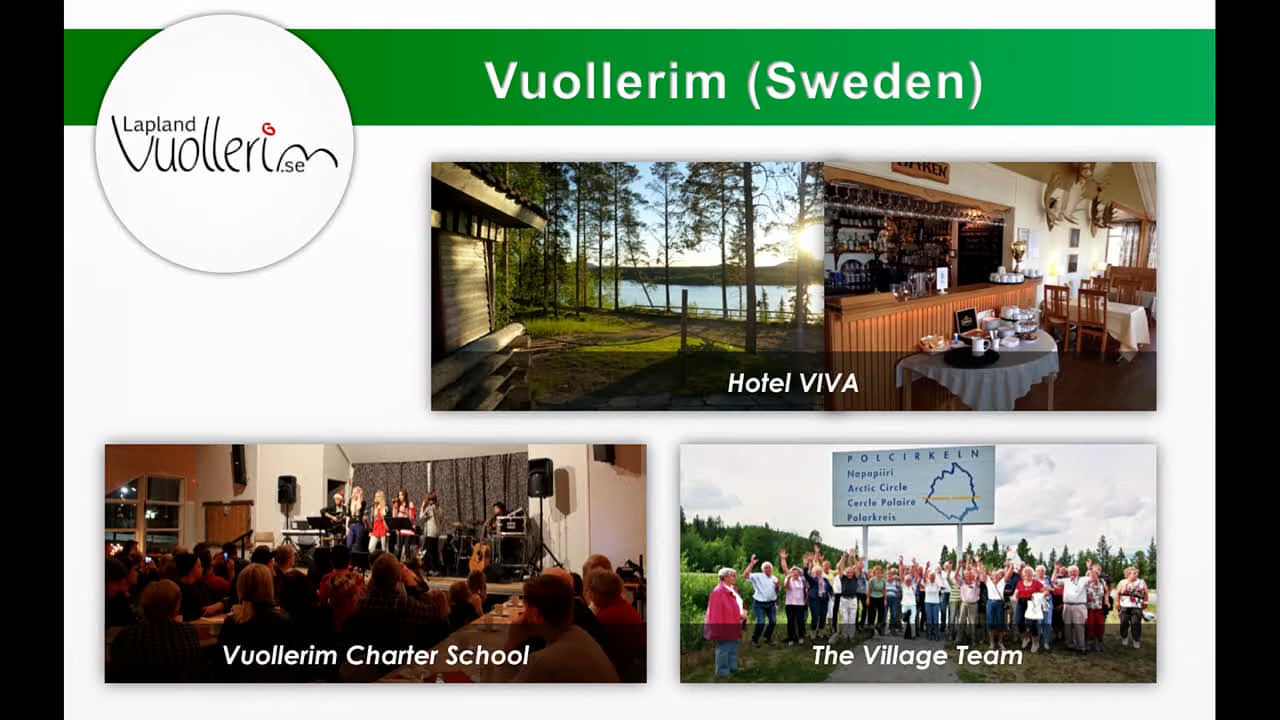 Vuollerim (Sweden)
Lapland
Vuollerim.se
Hotel VIVA
POLCIRKELN
Napapiiri
Arctic Circle
Cercle Polaire
Polarkreis
Vuollerim Charter School
The Village Team